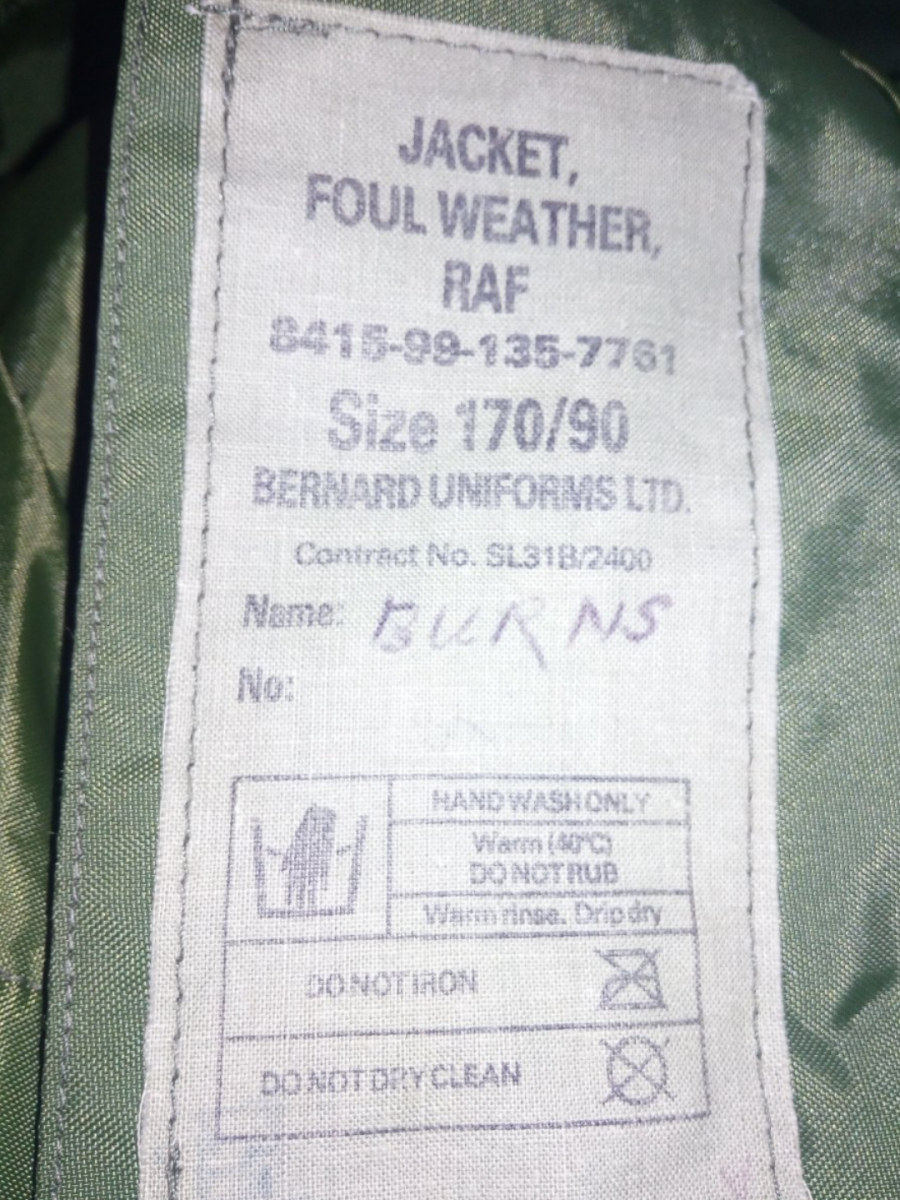 JACKET,
FOUL WEATHER,
RAF
8415-99-135-7761
Size 170/90
BERNARD UNIFORMS LTD.
Contract No. SL31B/2400
Name: BURNS
No:
HAND WASH ONLY
Warm (40°C)
DO NOT RUB
Warm rinse. Drip dry
DO NOT IRON
DO NOT DRY CLEAN